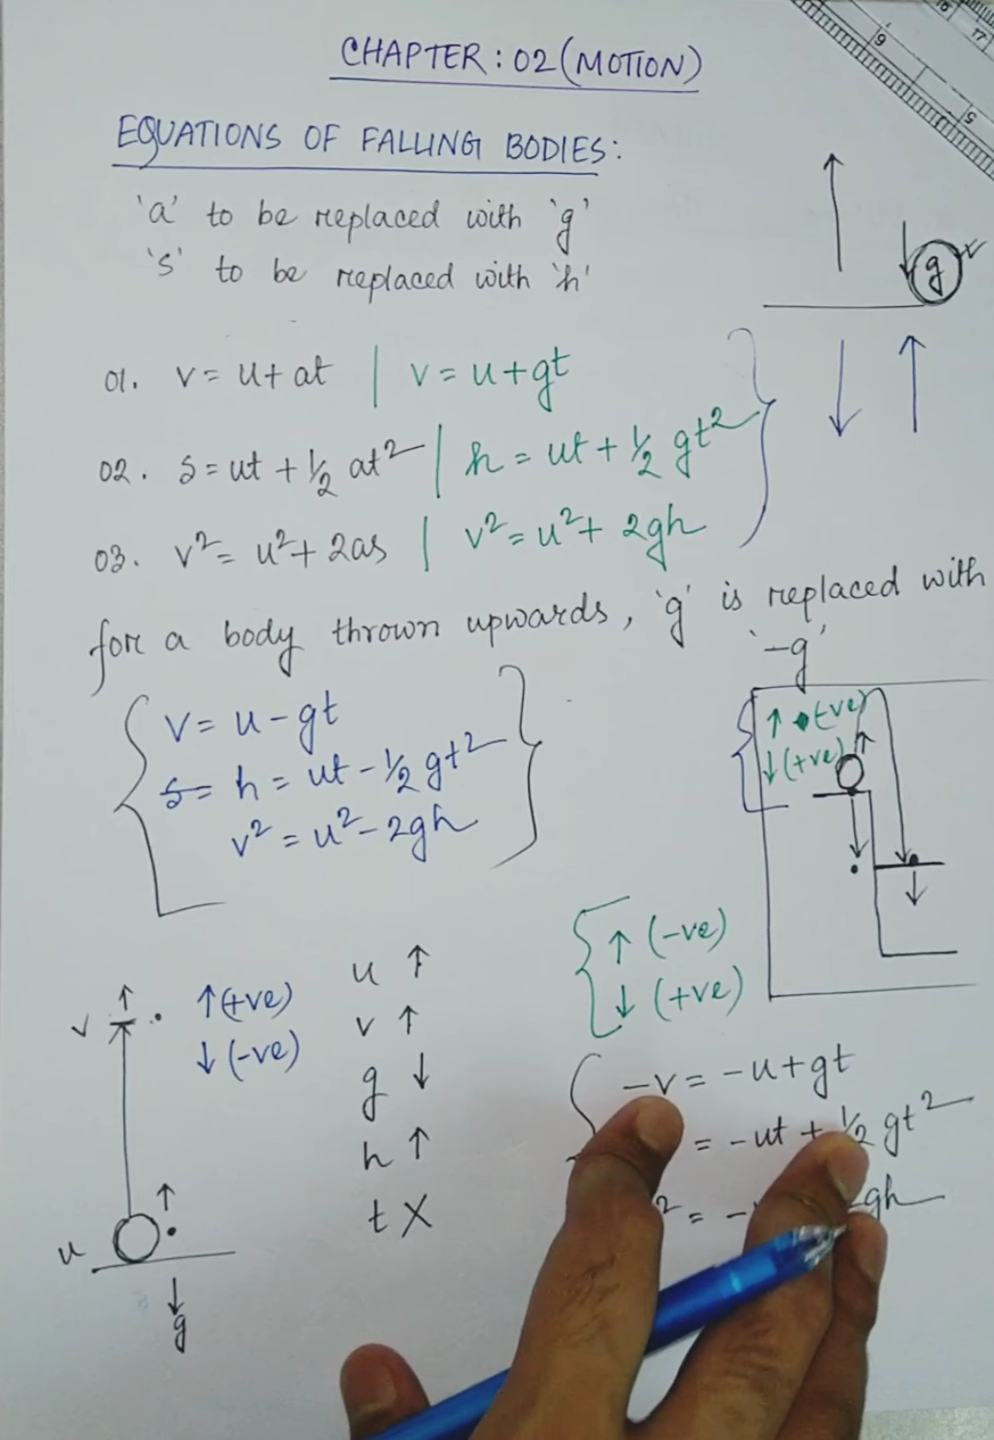 CHAPTER : 02 (MOTION)
EQUATIONS OF FALLING BODIES :
'a' to be replaced with 'g'
's' to be replaced with 'h'
g
01. v = u + at | v = u + gt
02. s = ut + 1/2 at² | h = ut + 1/2 gt²
03. v² = u² + 2as | v² = u² + 2gh
for a body thrown upwards, 'g' is replaced with
'-g'
v = u - gt
s = h = ut - 1/2 gt²
v² = u² - 2gh
↑ (-ve)
↓ (+ve)
v
↑ (+ve)
↓ (-ve)
u
g
u ↑
v ↑
g ↓
h ↑
t X
↑ (-ve)
↓ (+ve)
-v = -u + gt
= -ut + 1/2 gt²
² = -
gh